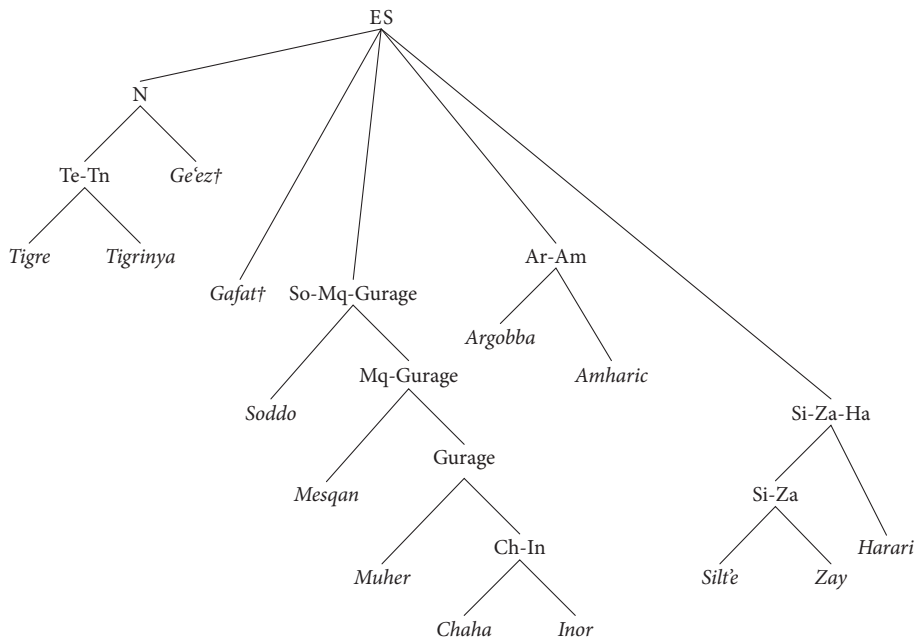 ES
N
Te-Tn
Ge‘ez†
Tigre
Tigrinya
Ar-Am
Gafat†
So-Mq-Gurage
Argobba
Mq-Gurage
Amharic
Soddo
Si-Za-Ha
Gurage
Mesqan
Si-Za
Ch-In
Harari
Muher
Silt’e
Zay
Chaha
Inor